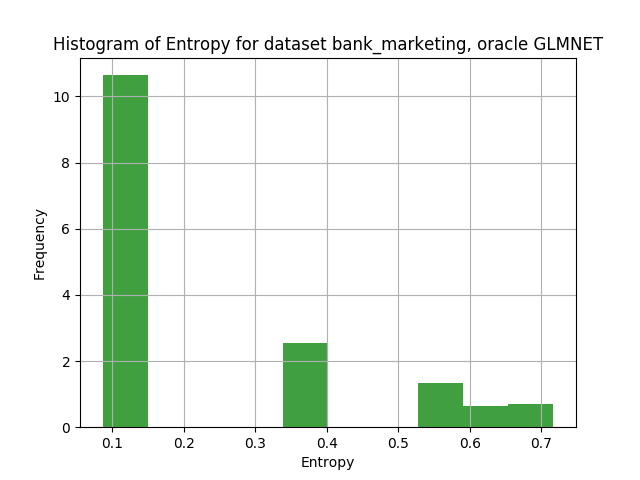 Histogram of Entropy for dataset bank_marketing, oracle GLMNET
10
8
6
4
2
0
Frequency
0.1 0.2 0.3 0.4 0.5 0.6 0.7
Entropy